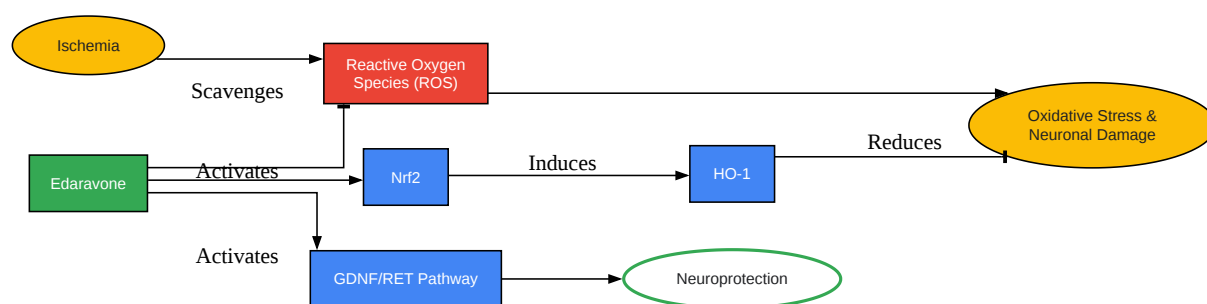 Ischemia
Reactive Oxygen
Species (ROS)
Scavenges
Oxidative Stress &
Neuronal Damage
Edaravone
Activates
Nrf2
Induces
HO-1
Reduces
Activates
GDNF/RET Pathway
Neuroprotection